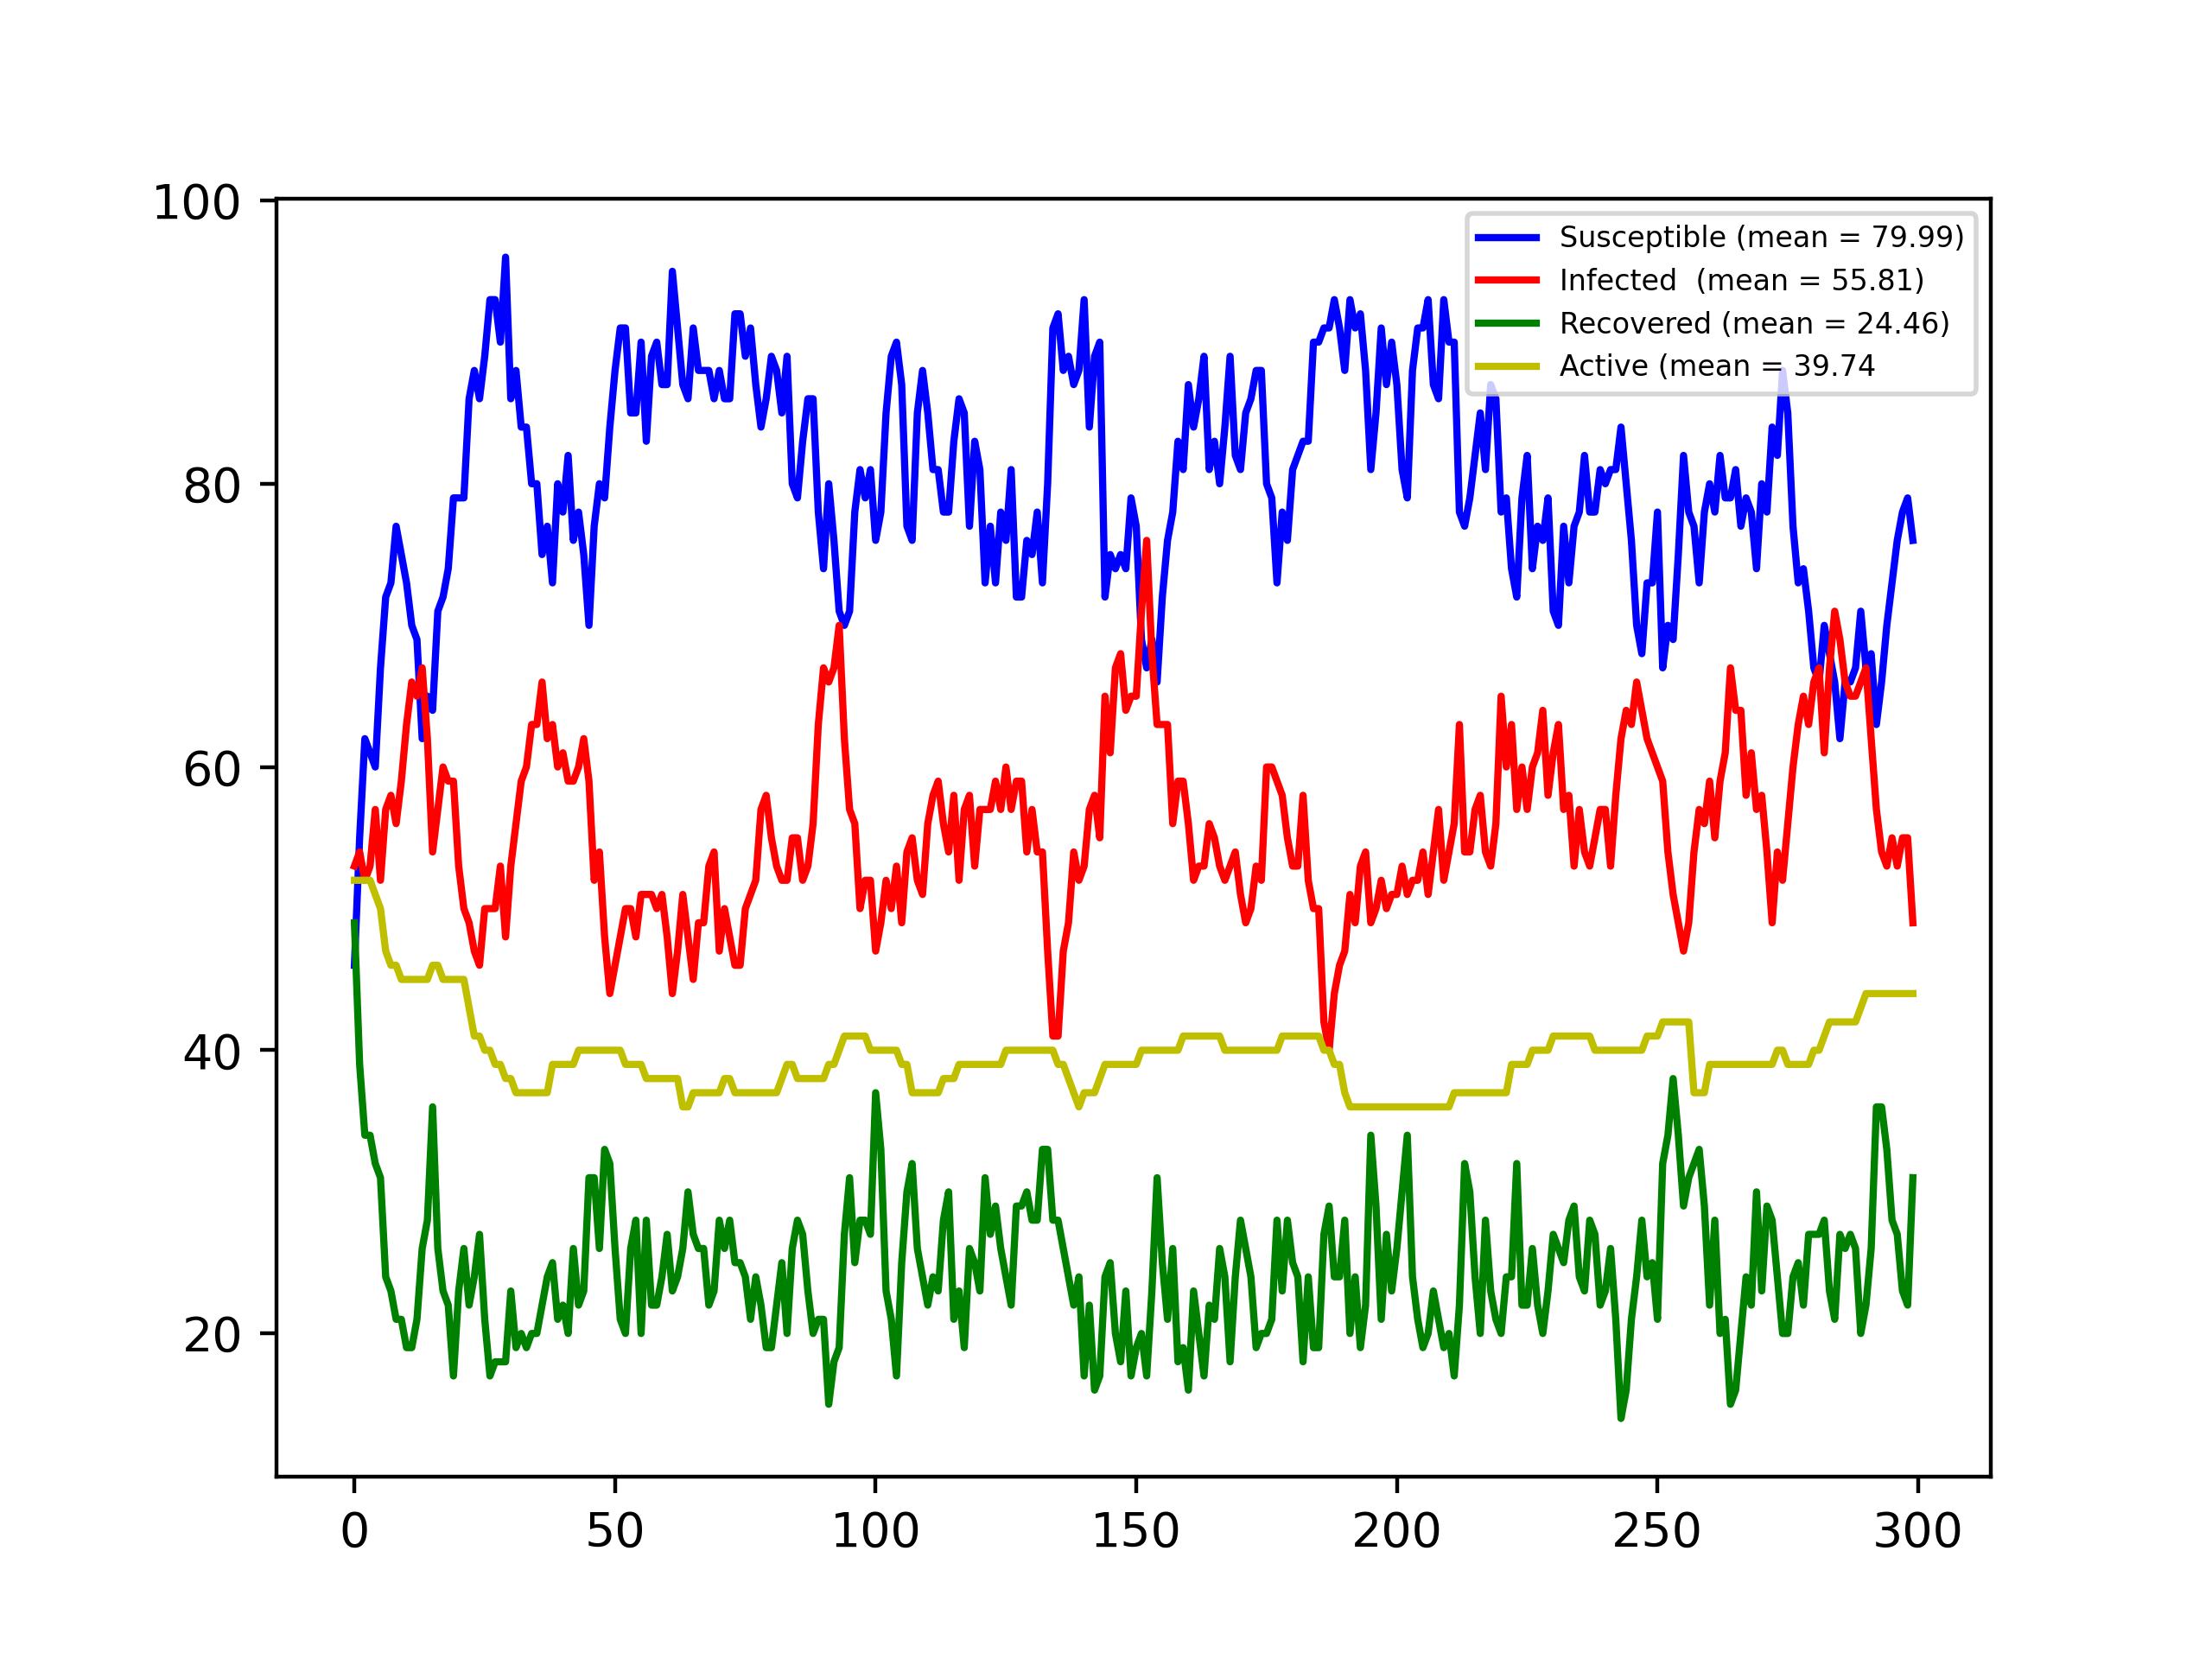 100
80
60
40
20
0 50 100 150 200 250 300
Susceptible (mean = 79.99)
Infected  (mean = 55.81)
Recovered (mean = 24.46)
Active (mean = 39.74